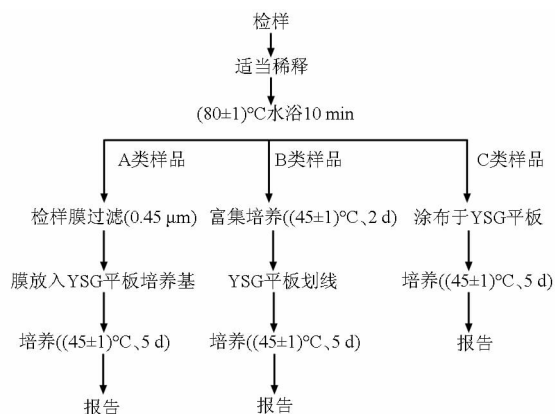 检样
适当稀释
(80±1)°C水浴10 min
A类样品
B类样品
C类样品
检样膜过滤(0.45 μm)
富集培养((45±1)°C、2 d)
涂布于YSG平板
膜放入YSG平板培养基
YSG平板划线
培养((45±1)°C、5 d)
培养((45±1)°C、5 d)
培养((45±1)°C、5 d)
报告
报告
报告